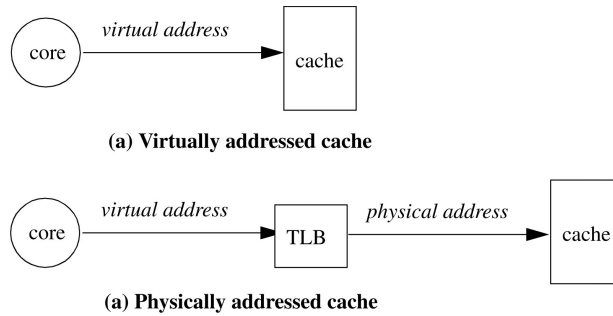 virtual address
core
cache
(a) Virtually addressed cache
virtual address
physical address
core
TLB
cache
(a) Physically addressed cache